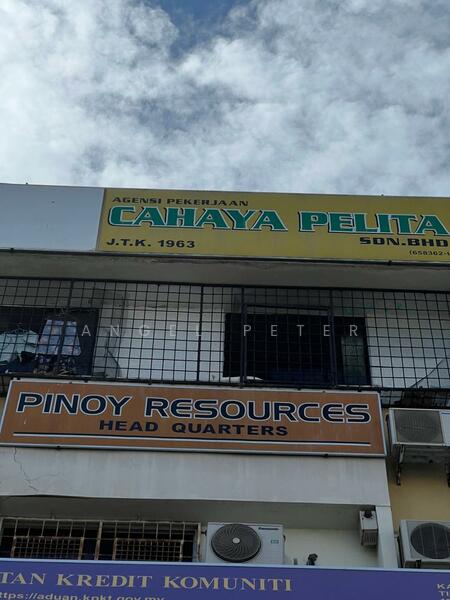 AGENSI PEKERJAAN
CAHAYA PELITA
J.T.K. 1963
SDN.BHD
(658362-
ANGEL PETER
PINOY RESOURCES
HEAD QUARTERS
TAN KREDIT KOMUNITI
https://aduan.kpkt.gov.my